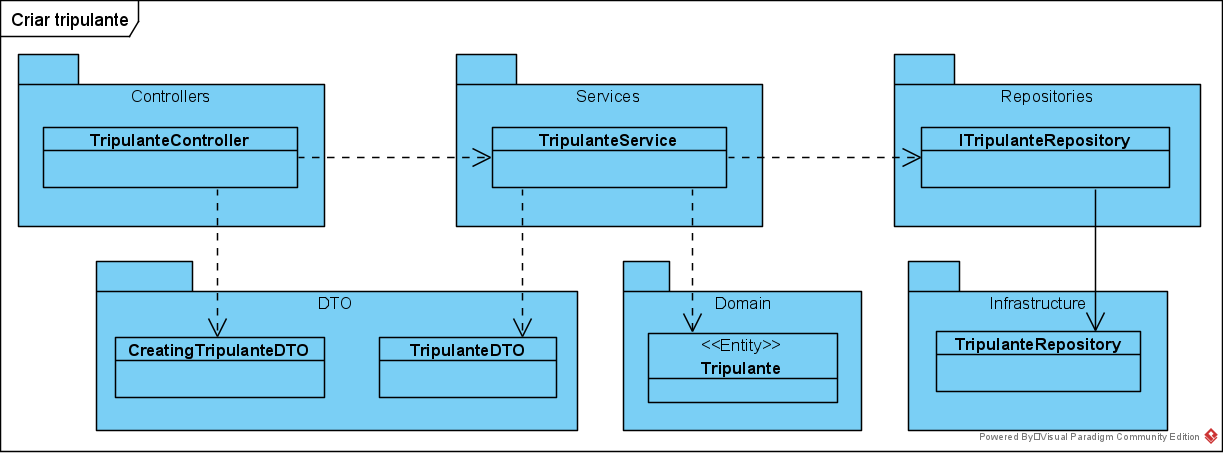 Criar tripulante
Controllers
Services
Repositories
TripulanteController
TripulanteService
ITripulanteRepository
DTO
Domain
Infrastructure
CreatingTripulanteDTO
TripulanteDTO
<<Entity>>
Tripulante
TripulanteRepository
Powered By Visual Paradigm Community Edition